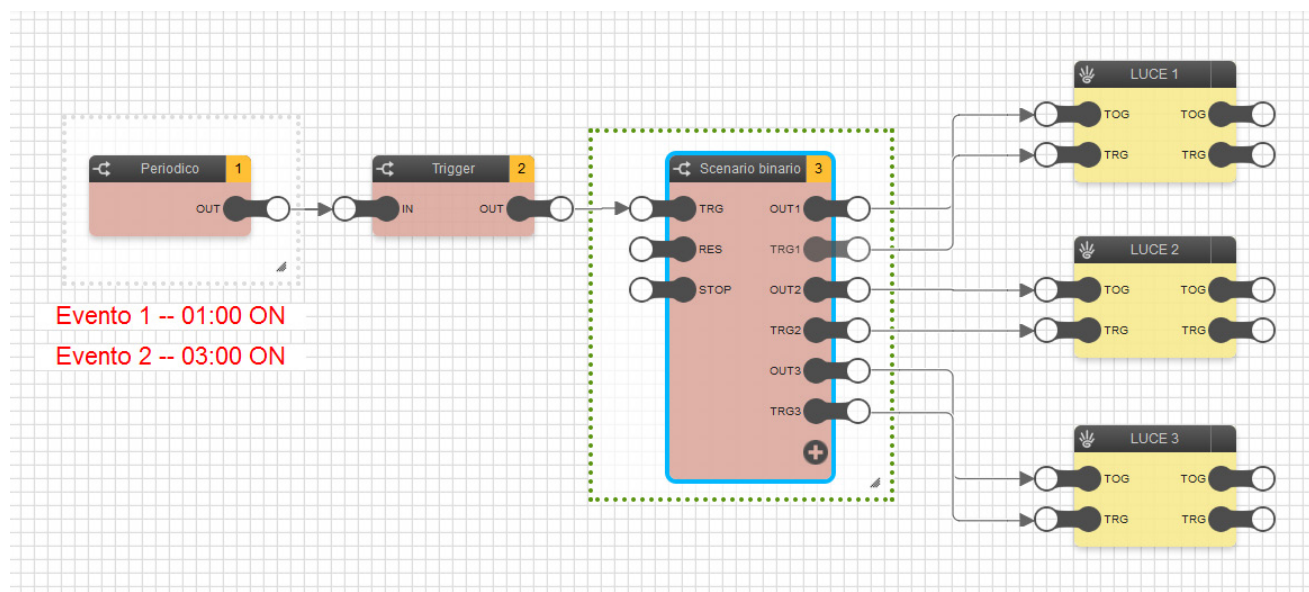 LUCE 1
TOG TOG
TRG TRG
Periodico 1
OUT
Trigger 2
IN OUT
Scenario binario 3
TRG OUT1
RES TRG1
STOP OUT2
TRG2
OUT3
TRG3
LUCE 2
TOG TOG
TRG TRG
Evento 1 -- 01:00 ON
Evento 2 -- 03:00 ON
LUCE 3
TOG TOG
TRG TRG